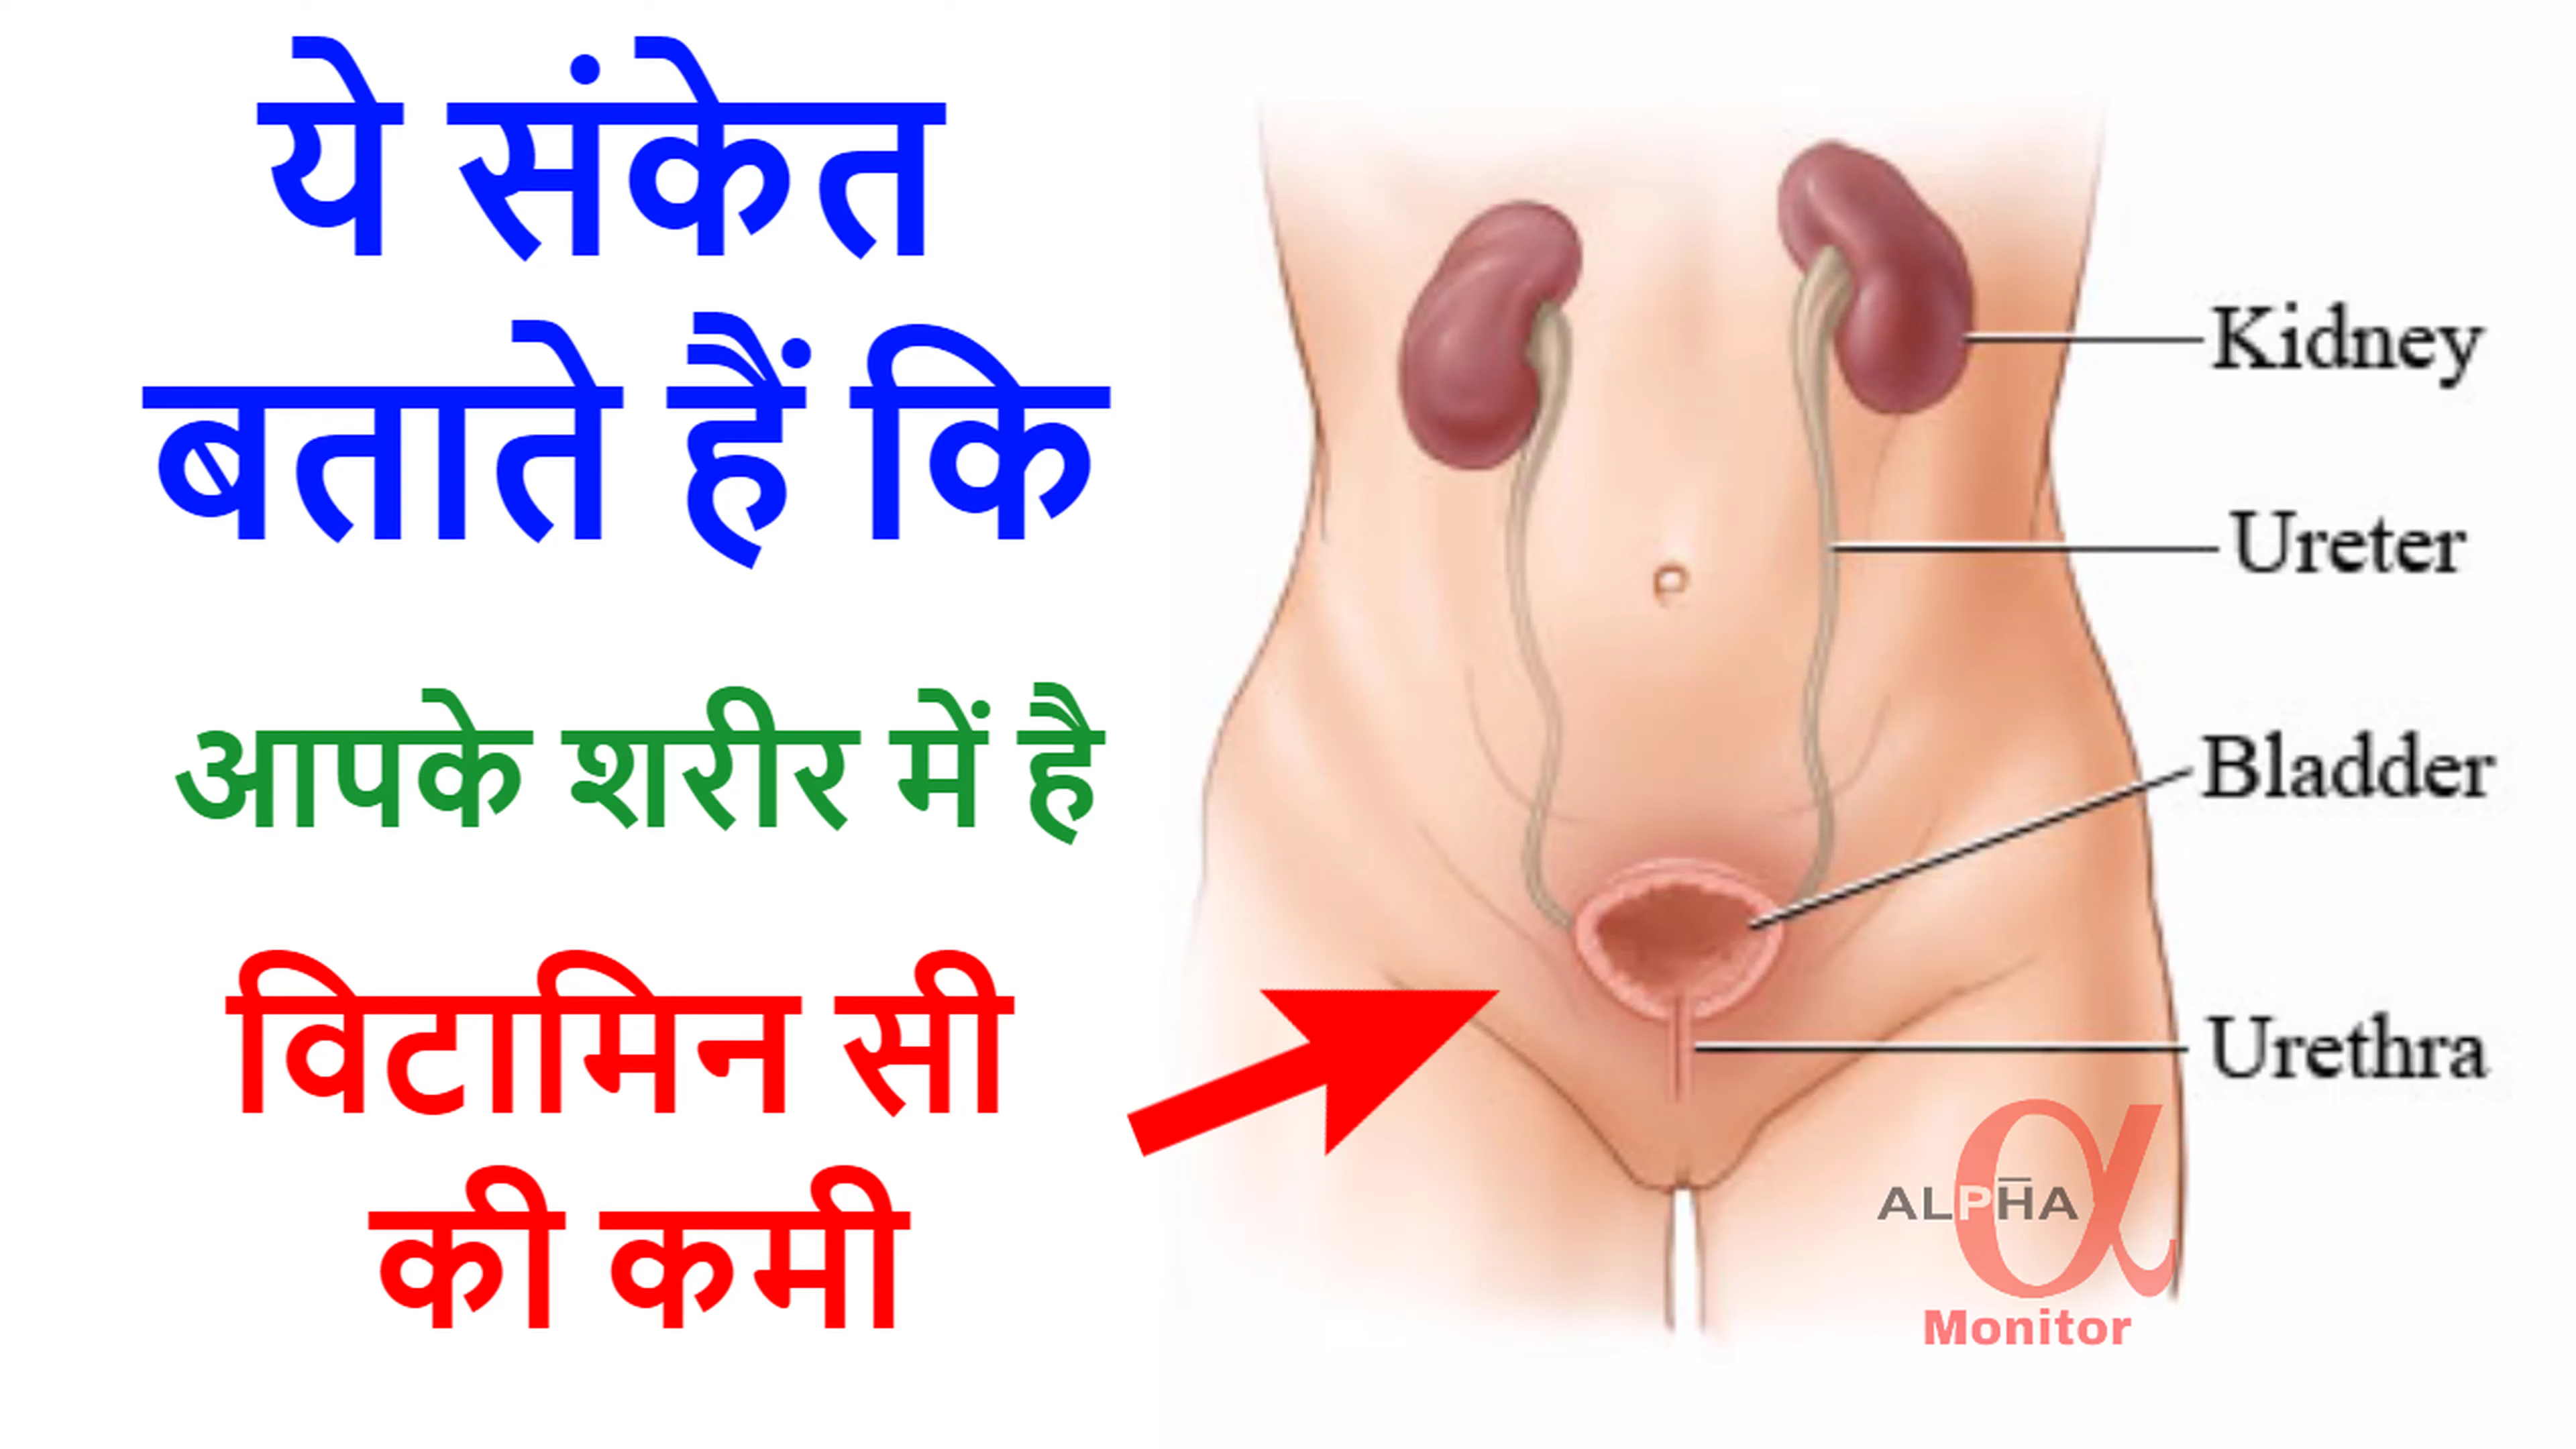 ये संकेत
बताते हैं कि
आपके शरीर में है
विटामिन सी
की कमी
Kidney
Ureter
Bladder
Urethra
ALPHA
α
Monitor